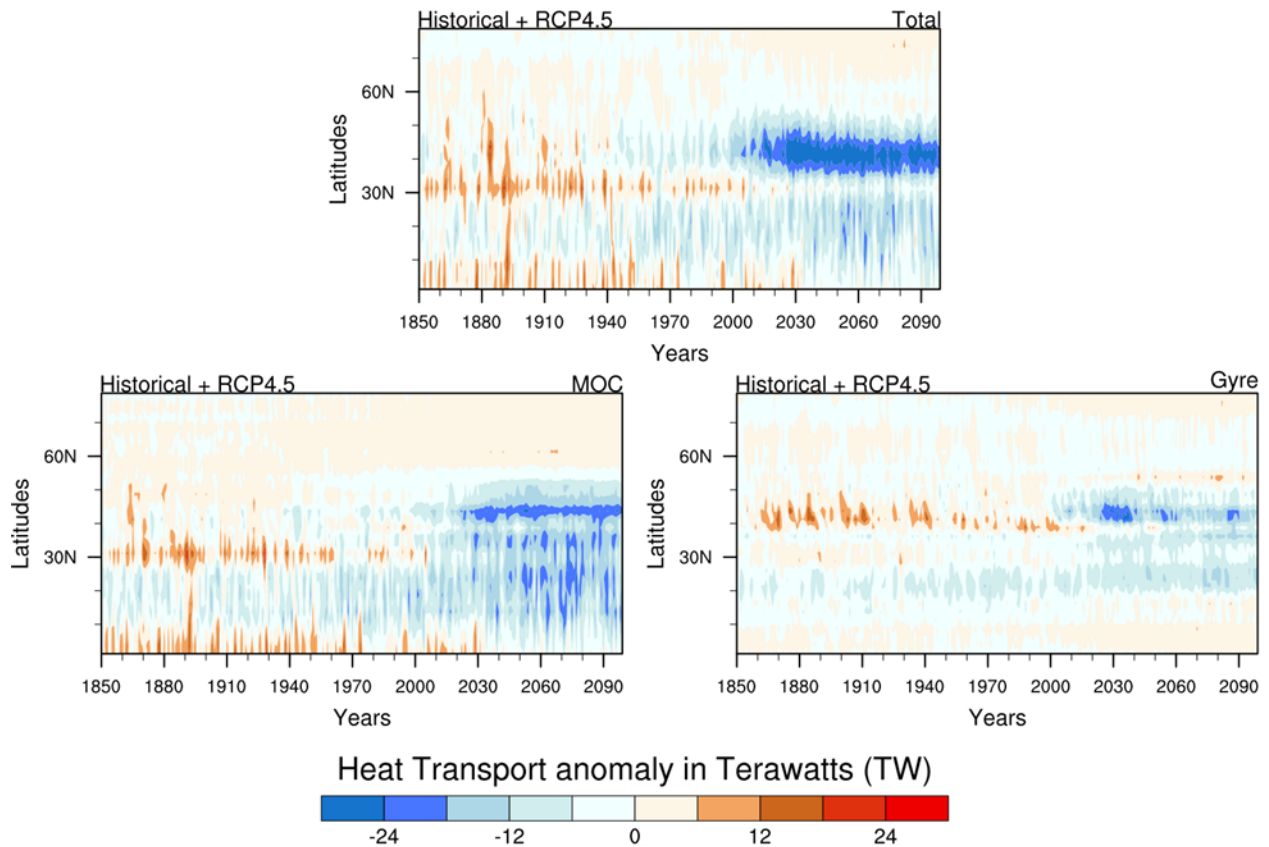 Historical + RCP4.5 Total
60N
30N
Latitudes
1850 1880 1910 1940 1970 2000 2030 2060 2090
Years
Historical + RCP4.5 MOC
60N
30N
Latitudes
1850 1880 1910 1940 1970 2000 2030 2060 2090
Years
Historical + RCP4.5 Gyre
60N
30N
Latitudes
1850 1880 1910 1940 1970 2000 2030 2060 2090
Years
Heat Transport anomaly in Terawatts (TW)
-24 -12 0 12 24